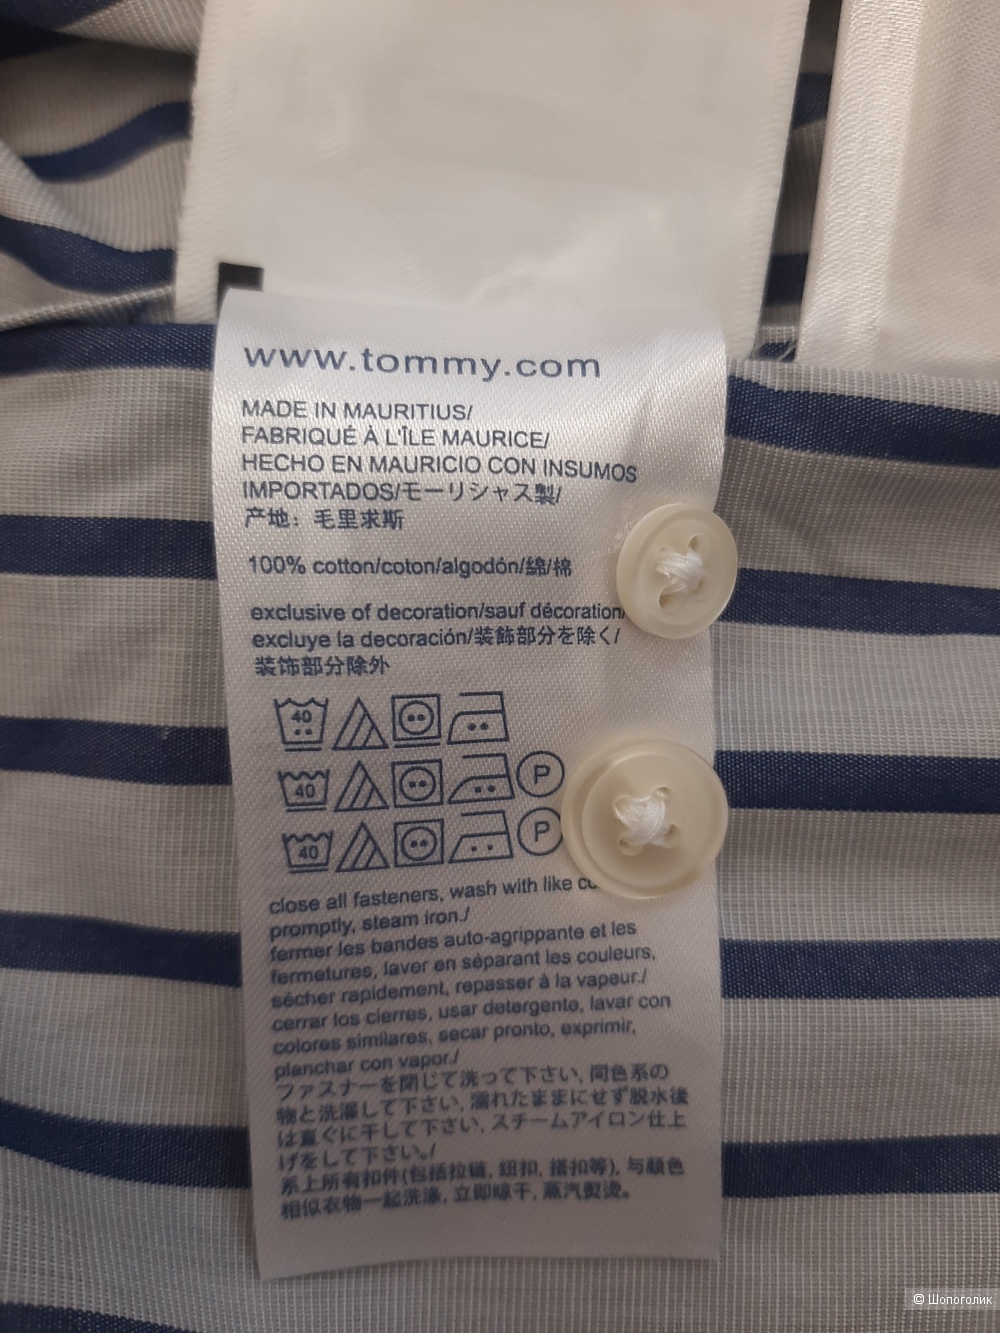 www.tommy.com
MADE IN MAURITIUS/
FABRIQUÉ À L'ÎLE MAURICE/
HECHO EN MAURICIO CON INSUMOS
IMPORTADOS/モーリシャス製/
产地：毛里求斯
100% cotton/coton/algodón/綿/棉
exclusive of decoration/sauf décoration/
excluye la decoración/装飾部分を除く/
装饰部分除外
40
40 P
40 P
close all fasteners, wash with like
promptly, steam iron./
fermer les bandes auto-agrippante et les
fermetures, laver en séparant les couleurs,
sécher rapidement, repasser à la vapeur./
cerrar los cierres, usar detergente, lavar con
colores similares, secar pronto, exprimir,
planchar con vapor./
ファスナーを閉じて洗って下さい, 同色系の
物と洗濯して下さい, 濡れたままにせず脱水後
は直ぐに干して下さい, スチームアイロン仕上
げをして下さい。/
系上所有扣件(包括拉链, 纽扣, 搭扣等), 与颜色
相似衣物一起洗涤, 立即晾干, 蒸汽熨烫。
© Шопоголик